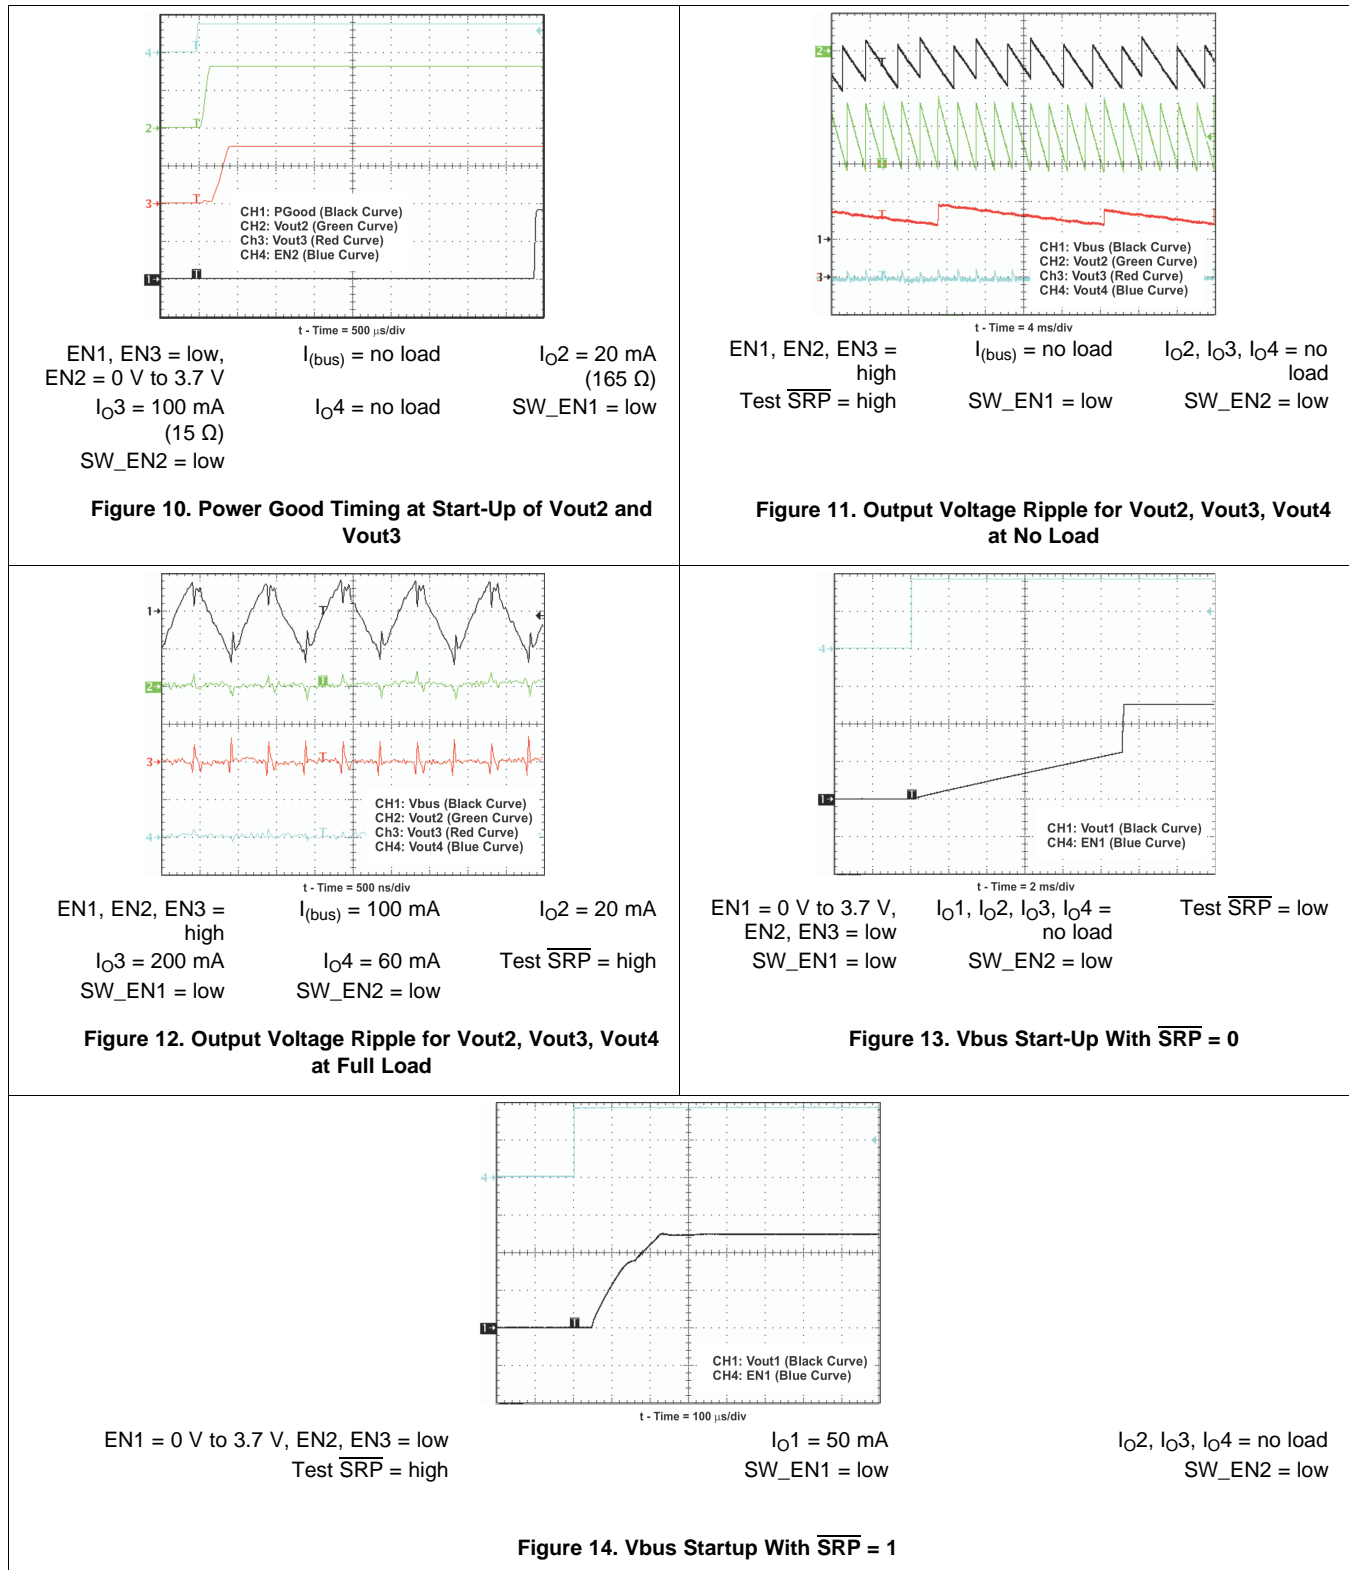 4
2
3
1
CH1: PGood (Black Curve)
CH2: Vout2 (Green Curve)
Ch3: Vout3 (Red Curve)
CH4: EN2 (Blue Curve)
t - Time = 500 μs/div
EN1, EN3 = low,
EN2 = 0 V to 3.7 V
I(bus) = no load
IO2 = 20 mA
(165 Ω)
IO3 = 100 mA
(15 Ω)
IO4 = no load
SW_EN1 = low
SW_EN2 = low
Figure 10. Power Good Timing at Start-Up of Vout2 and
Vout3
2
1
3
CH1: Vbus (Black Curve)
CH2: Vout2 (Green Curve)
Ch3: Vout3 (Red Curve)
CH4: Vout4 (Blue Curve)
t - Time = 4 ms/div
EN1, EN2, EN3 =
high
I(bus) = no load
IO2, IO3, IO4 = no
load
Test S̅R̅P̅ = high
SW_EN1 = low
SW_EN2 = low
Figure 11. Output Voltage Ripple for Vout2, Vout3, Vout4
at No Load
1
2
3
4
CH1: Vbus (Black Curve)
CH2: Vout2 (Green Curve)
Ch3: Vout3 (Red Curve)
CH4: Vout4 (Blue Curve)
t - Time = 500 ns/div
EN1, EN2, EN3 =
high
I(bus) = 100 mA
IO2 = 20 mA
IO3 = 200 mA
IO4 = 60 mA
Test S̅R̅P̅ = high
SW_EN1 = low
SW_EN2 = low
Figure 12. Output Voltage Ripple for Vout2, Vout3, Vout4
at Full Load
4
1
CH1: Vout1 (Black Curve)
CH4: EN1 (Blue Curve)
t - Time = 2 ms/div
EN1 = 0 V to 3.7 V,
EN2, EN3 = low
IO1, IO2, IO3, IO4 =
no load
Test S̅R̅P̅ = low
SW_EN1 = low
SW_EN2 = low
Figure 13. Vbus Start-Up With S̅R̅P̅ = 0
4
1
CH1: Vout1 (Black Curve)
CH4: EN1 (Blue Curve)
t - Time = 100 μs/div
EN1 = 0 V to 3.7 V, EN2, EN3 = low
IO1 = 50 mA
IO2, IO3, IO4 = no load
Test S̅R̅P̅ = high
SW_EN1 = low
SW_EN2 = low
Figure 14. Vbus Startup With S̅R̅P̅ = 1